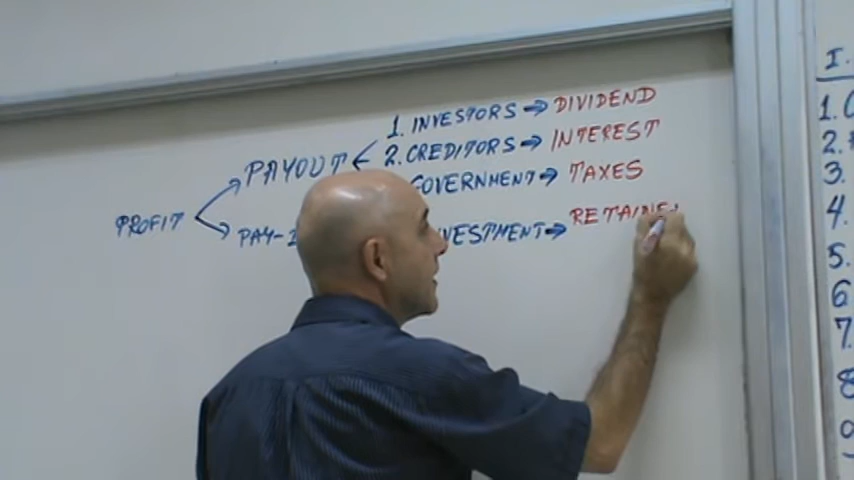 1. INVESTORS → DIVIDEND
PAYOUT 2. CREDITORS → INTEREST
GOVERNMENT → TAXES
PROFIT
PAY-I VESTMENT → RETAINE
I.
1.
2.
3.
4.
5.
6.
7.
8
9